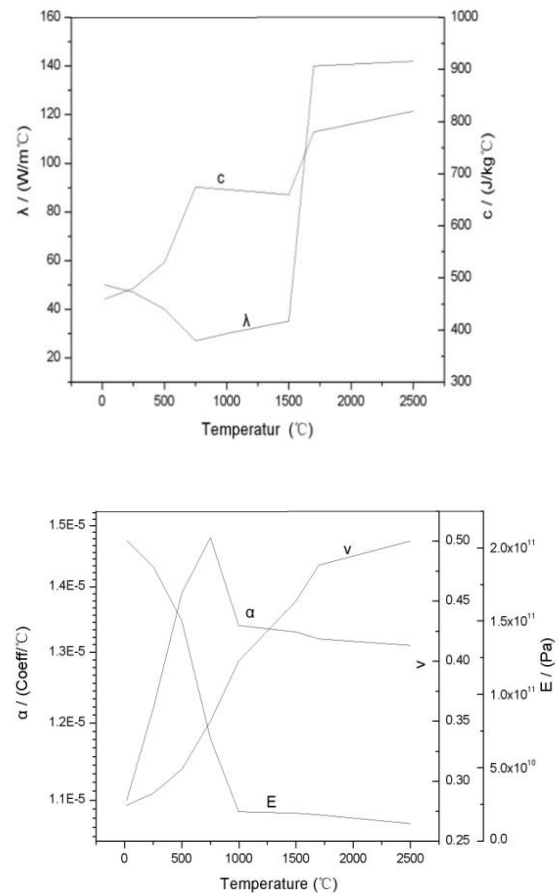 160
140
120
100
80
60
40
20
λ / (W/m℃)
c
λ
1000
900
800
700
600
500
400
300
c / (J/kg℃)
0
500
1000
1500
2000
2500
Temperatur (℃)
1.5E-5
1.4E-5
1.3E-5
1.2E-5
1.1E-5
α / (Coeff/℃)
v
α
E
0.50
0.45
0.40
0.35
0.30
0.25
v
2.0x10¹¹
1.5x10¹¹
1.0x10¹¹
5.0x10¹⁰
0.0
E / (Pa)
0
500
1000
1500
2000
2500
Temperature (℃)